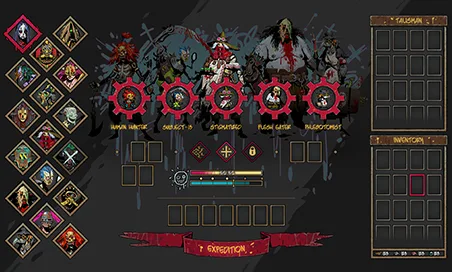 TALISMAN
HUMAN HUNTER
SUBJECT-13
STIGMATIZED
FLESH EATER
PHLEBOTOMIST
INVENTORY
EXPEDITION